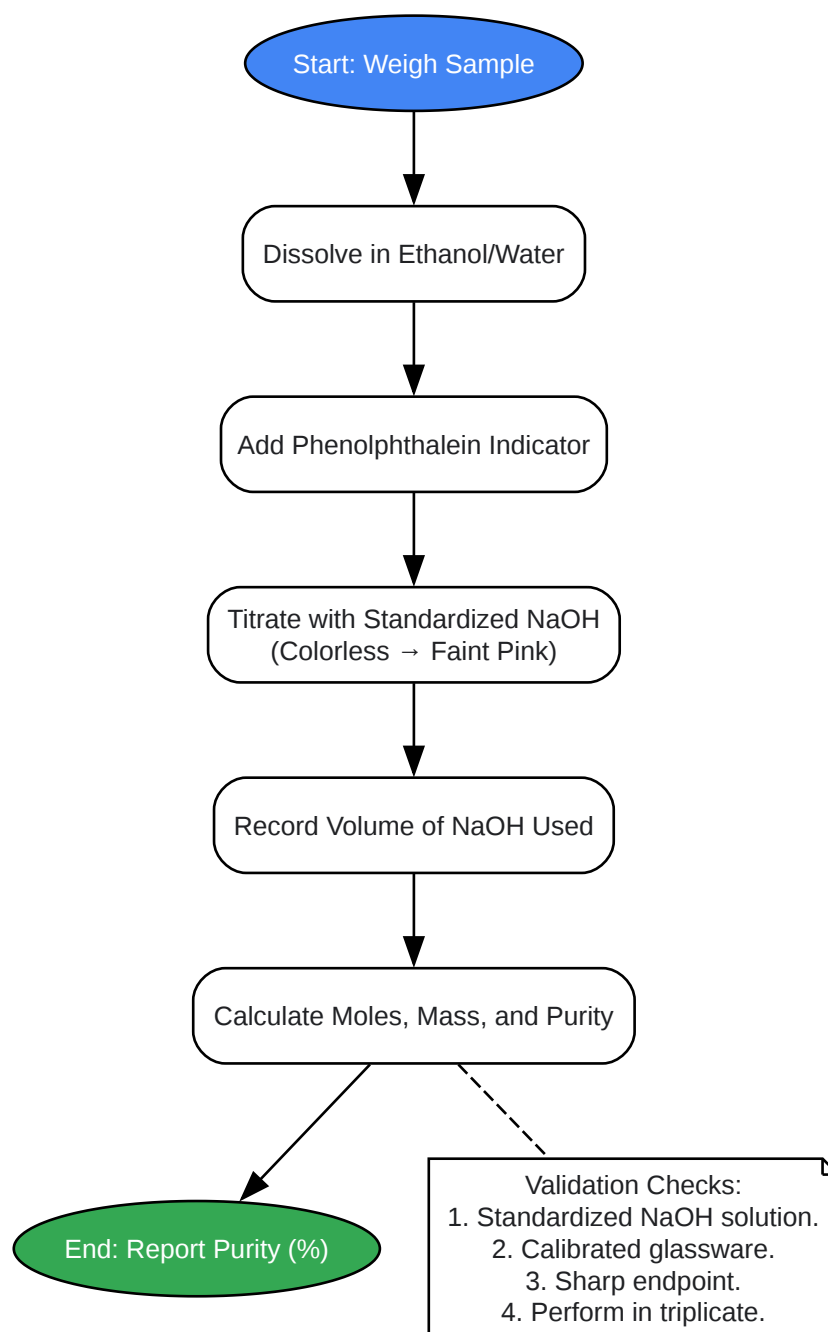 Start: Weigh Sample
Dissolve in Ethanol/Water
Add Phenolphthalein Indicator
Titrate with Standardized NaOH
(Colorless → Faint Pink)
Record Volume of NaOH Used
Calculate Moles, Mass, and Purity
End: Report Purity (%)
Validation Checks:
1. Standardized NaOH solution.
2. Calibrated glassware.
3. Sharp endpoint.
4. Perform in triplicate.